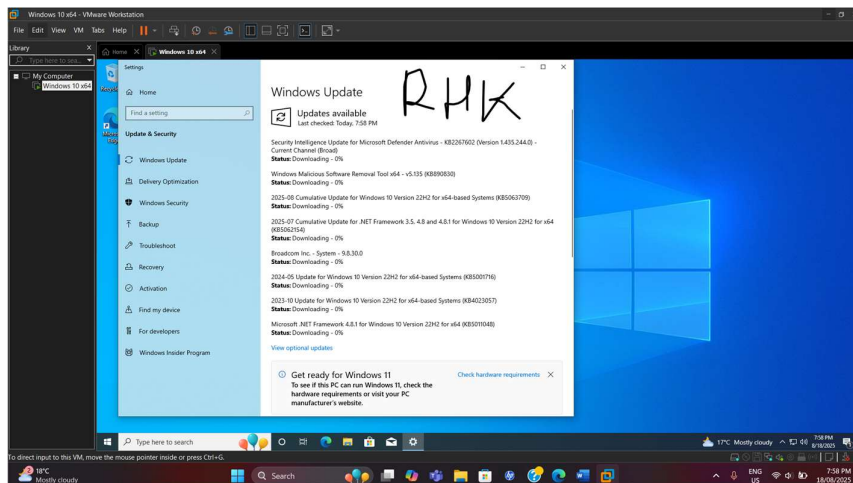 Windows 10 x64 - VMware Workstation
File Edit View VM Tabs Help
Library
Type here to sea...
My Computer
Windows 10 x64
Home
Windows 10 x64
Settings
Home
Find a setting
Update & Security
Windows Update
Delivery Optimization
Windows Security
Backup
Troubleshoot
Recovery
Activation
Find my device
For developers
Windows Insider Program
RHK
Windows Update
Updates available
Last checked: Today, 7:58 PM
Security Intelligence Update for Microsoft Defender Antivirus - KB2267602 (Version 1.435.244.0) -
Current Channel (Broad)
Status: Downloading - 0%
Windows Malicious Software Removal Tool x64 - v5.135 (KB890830)
Status: Downloading - 0%
2025-08 Cumulative Update for Windows 10 Version 22H2 for x64-based Systems (KB5063709)
Status: Downloading - 0%
2025-07 Cumulative Update for .NET Framework 3.5, 4.8 and 4.8.1 for Windows 10 Version 22H2 for x64
(KB5062154)
Status: Downloading - 0%
Broadcom Inc. - System - 9.8.30.0
Status: Downloading - 0%
2024-05 Update for Windows 10 Version 22H2 for x64-based Systems (KB5001716)
Status: Downloading - 0%
2023-10 Update for Windows 10 Version 22H2 for x64-based Systems (KB4023057)
Status: Downloading - 0%
Microsoft .NET Framework 4.8.1 for Windows 10 Version 22H2 for x64 (KB5011048)
Status: Downloading - 0%
View optional updates
Get ready for Windows 11
Check hardware requirements
To see if this PC can run Windows 11, check the
hardware requirements or visit your PC
manufacturer's website.
Type here to search
17°C Mostly cloudy
7:58 PM
8/18/2025
To direct input to this VM, move the mouse pointer inside or press Ctrl+G.
18°C
Mostly cloudy
Search
ENG
US
7:58 PM
18/08/2025